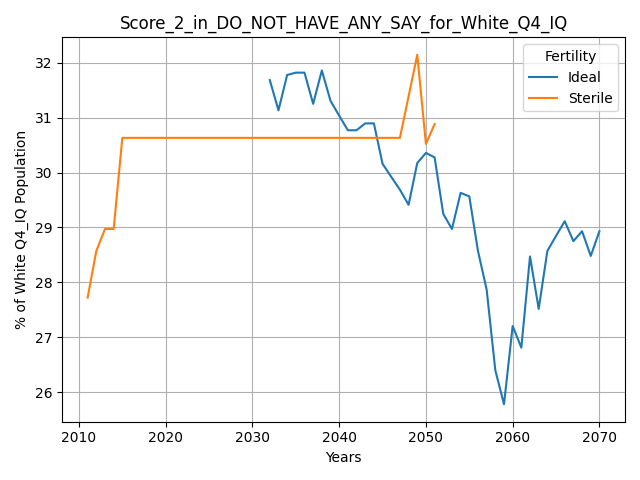 Score_2_in_DO_NOT_HAVE_ANY_SAY_for_White_Q4_IQ
Fertility
Ideal
Sterile
% of White Q4_IQ Population
32
31
30
29
28
27
26
2010 2020 2030 2040 2050 2060 2070
Years